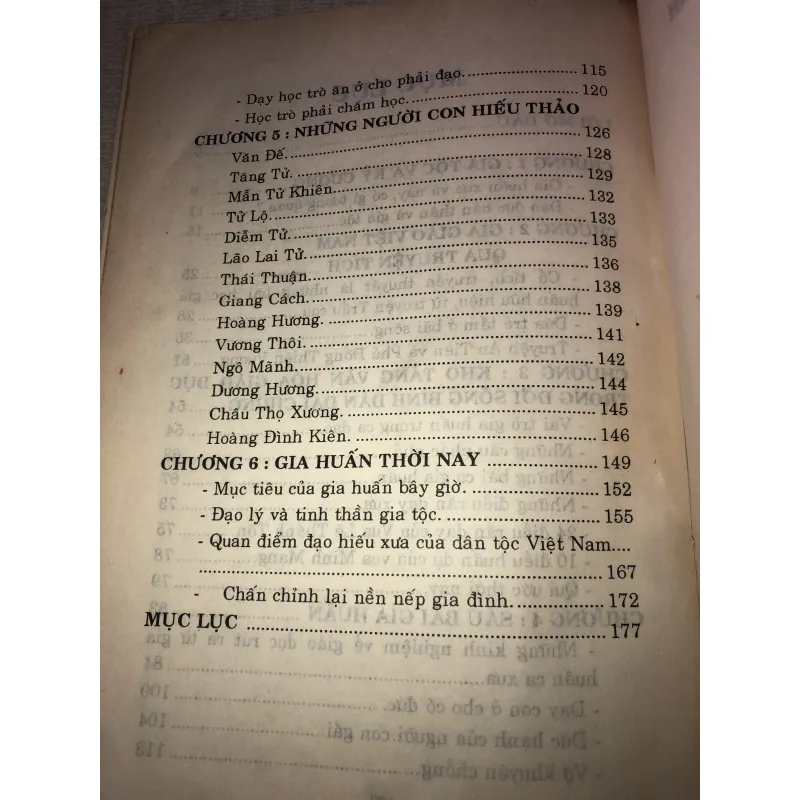 - Dạy học trò ăn ở cho phải đạo. 115
- Học trò phải chăm học. 120
CHƯƠNG 5 : NHỮNG NGƯỜI CON HIẾU THẢO
Văn Đế. 126
Tăng Tử. 128
Mẫn Tử Khiên. 129
Tử Lộ. 132
Diễm Tử. 133
Lão Lai Tử. 135
Thái Thuận. 136
Giang Cách. 138
Hoàng Hương. 139
Vương Thôi. 141
Ngô Mãnh. 142
Dương Hương. 144
Châu Thọ Xương. 145
Hoàng Đình Kiên. 146
CHƯƠNG 6 : GIA HUẤN THỜI NAY 149
- Mục tiêu của gia huấn bây giờ. 152
- Đạo lý và tinh thần gia tộc. 155
- Quan điểm đạo hiếu xưa của dân tộc Việt Nam....
167
- Chấn chỉnh lại nền nếp gia đình. 172
MỤC LỤC 177